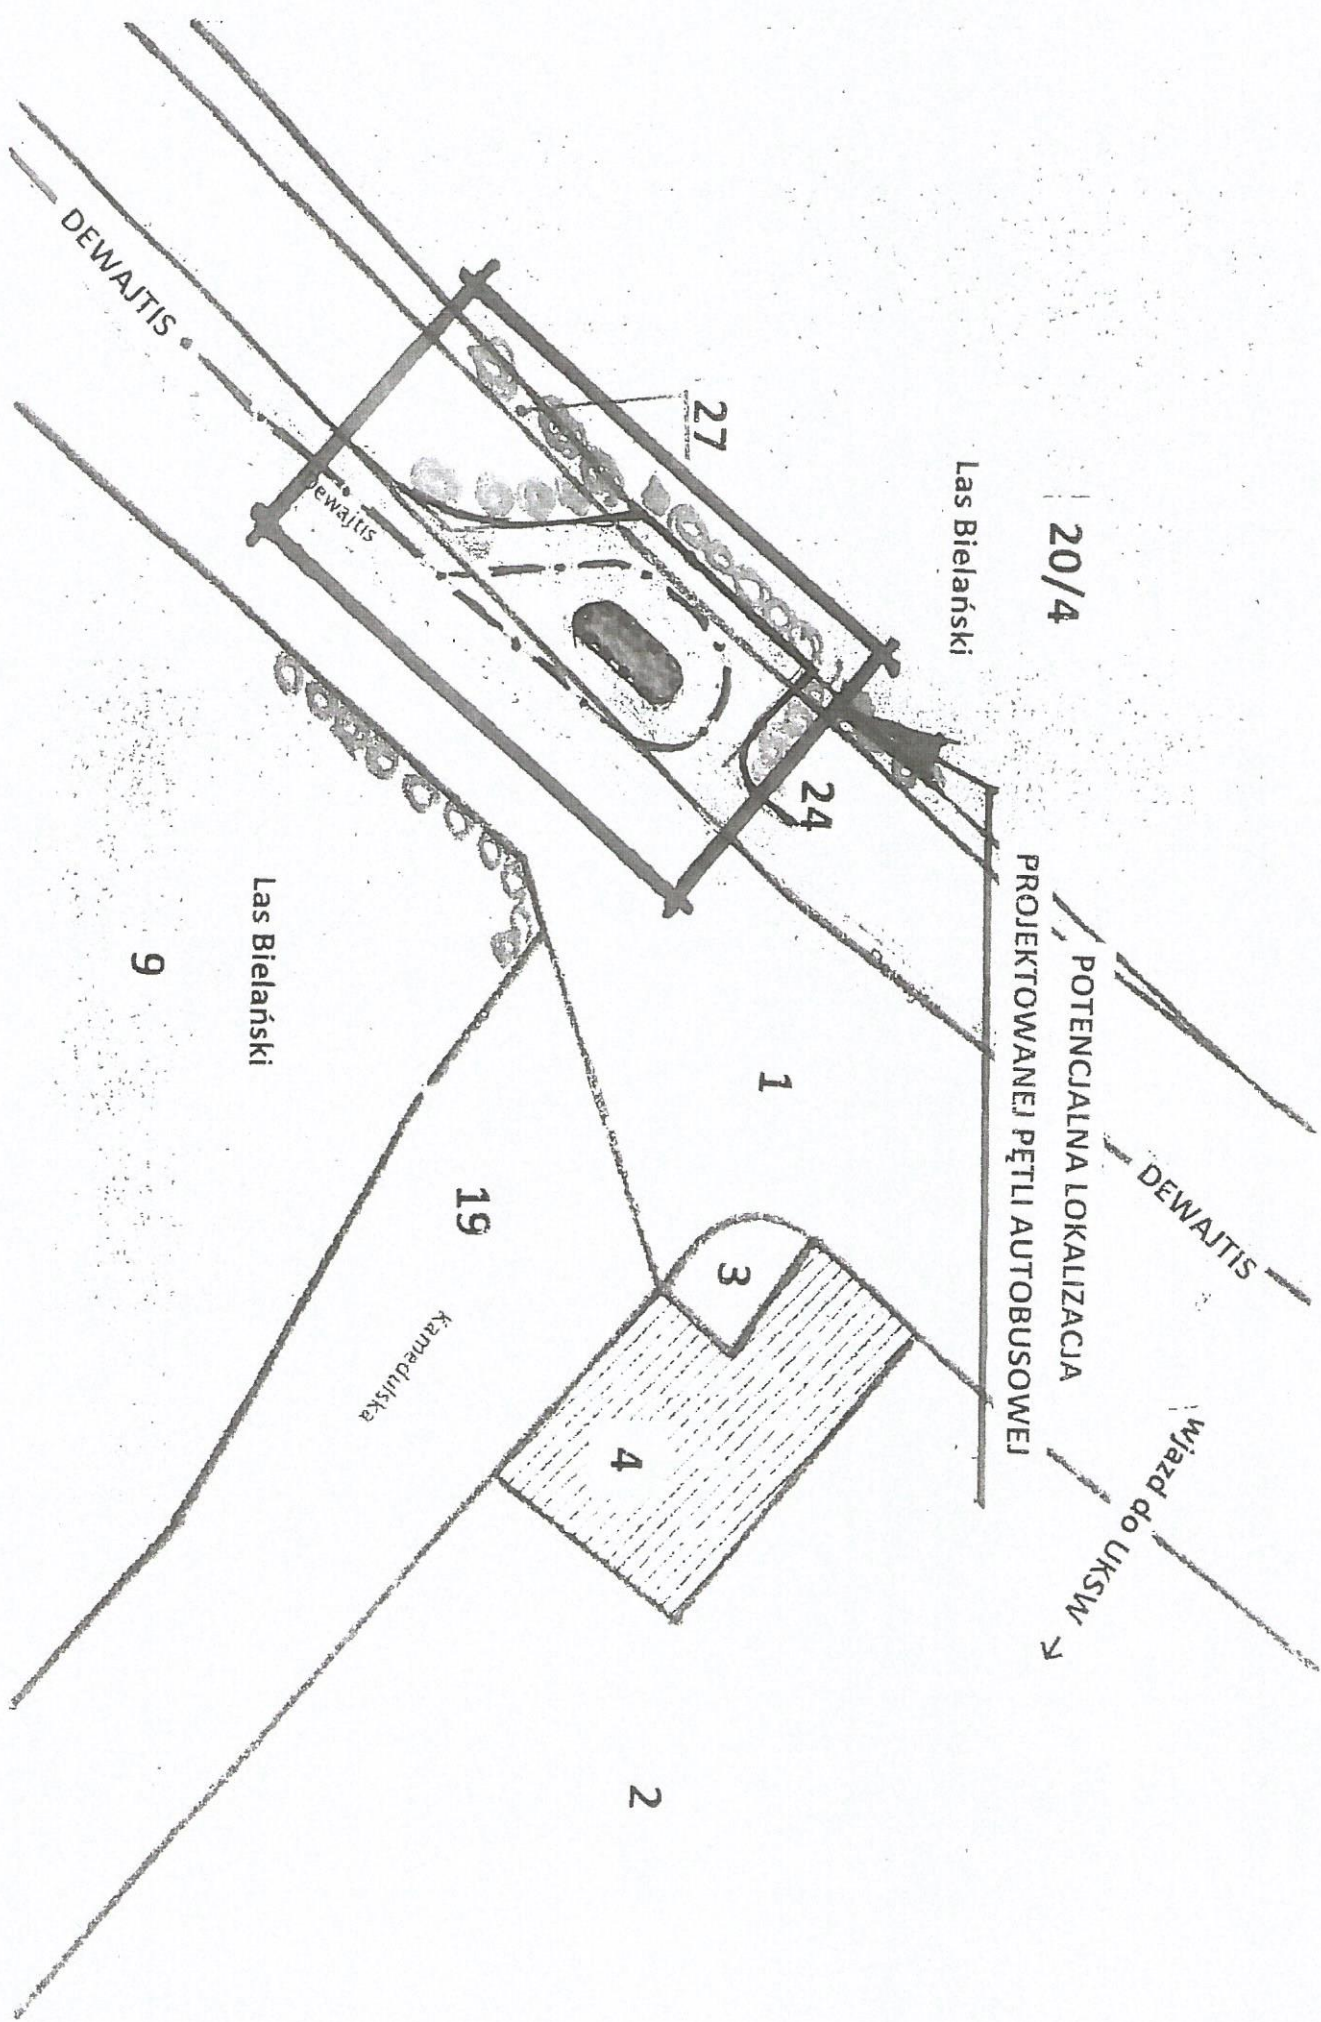 20/4
Las Bielański
POTENCJALNA LOKALIZACJA
PROJEKTOWANEJ PĘTLI AUTOBUSOWEJ
DEWAJTIS
Wjazd do UKSW →
27
24
1
3
4
2
DEWAJTIS
Dewajtis
19
Kamedulska
Las Bielański
9